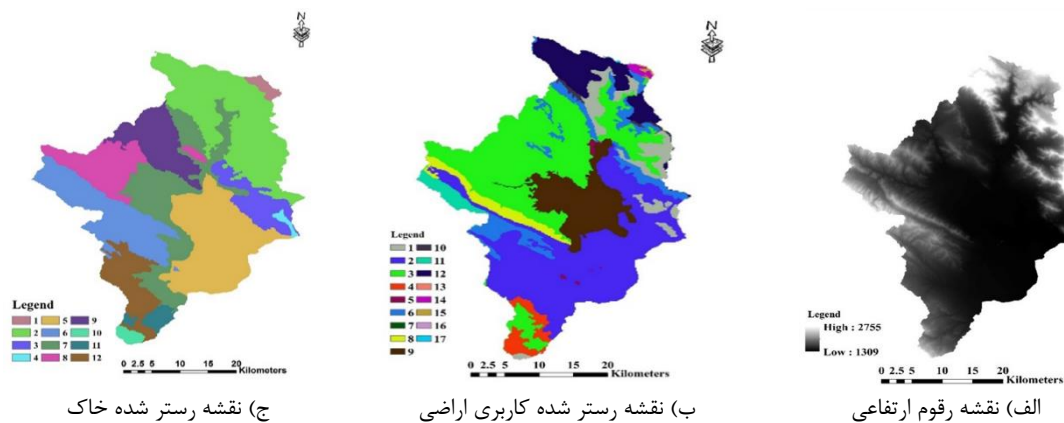 N
N
Legend
1 5 9
2 6 10
3 7 11
4 8 12
0 2.5 5 10 15 20
Kilometers
ج) نقشه رستر شده خاک
Legend
1 10
2 11
3 12
4 13
5 14
6 15
7 16
8 17
9
0 2.5 5 10 15 20
Kilometers
ب) نقشه رستر شده کاربری اراضی
Legend
High : 2755
Low : 1309
0 2.5 5 10 15 20
Kilometers
الف) نقشه رقوم ارتفاعی